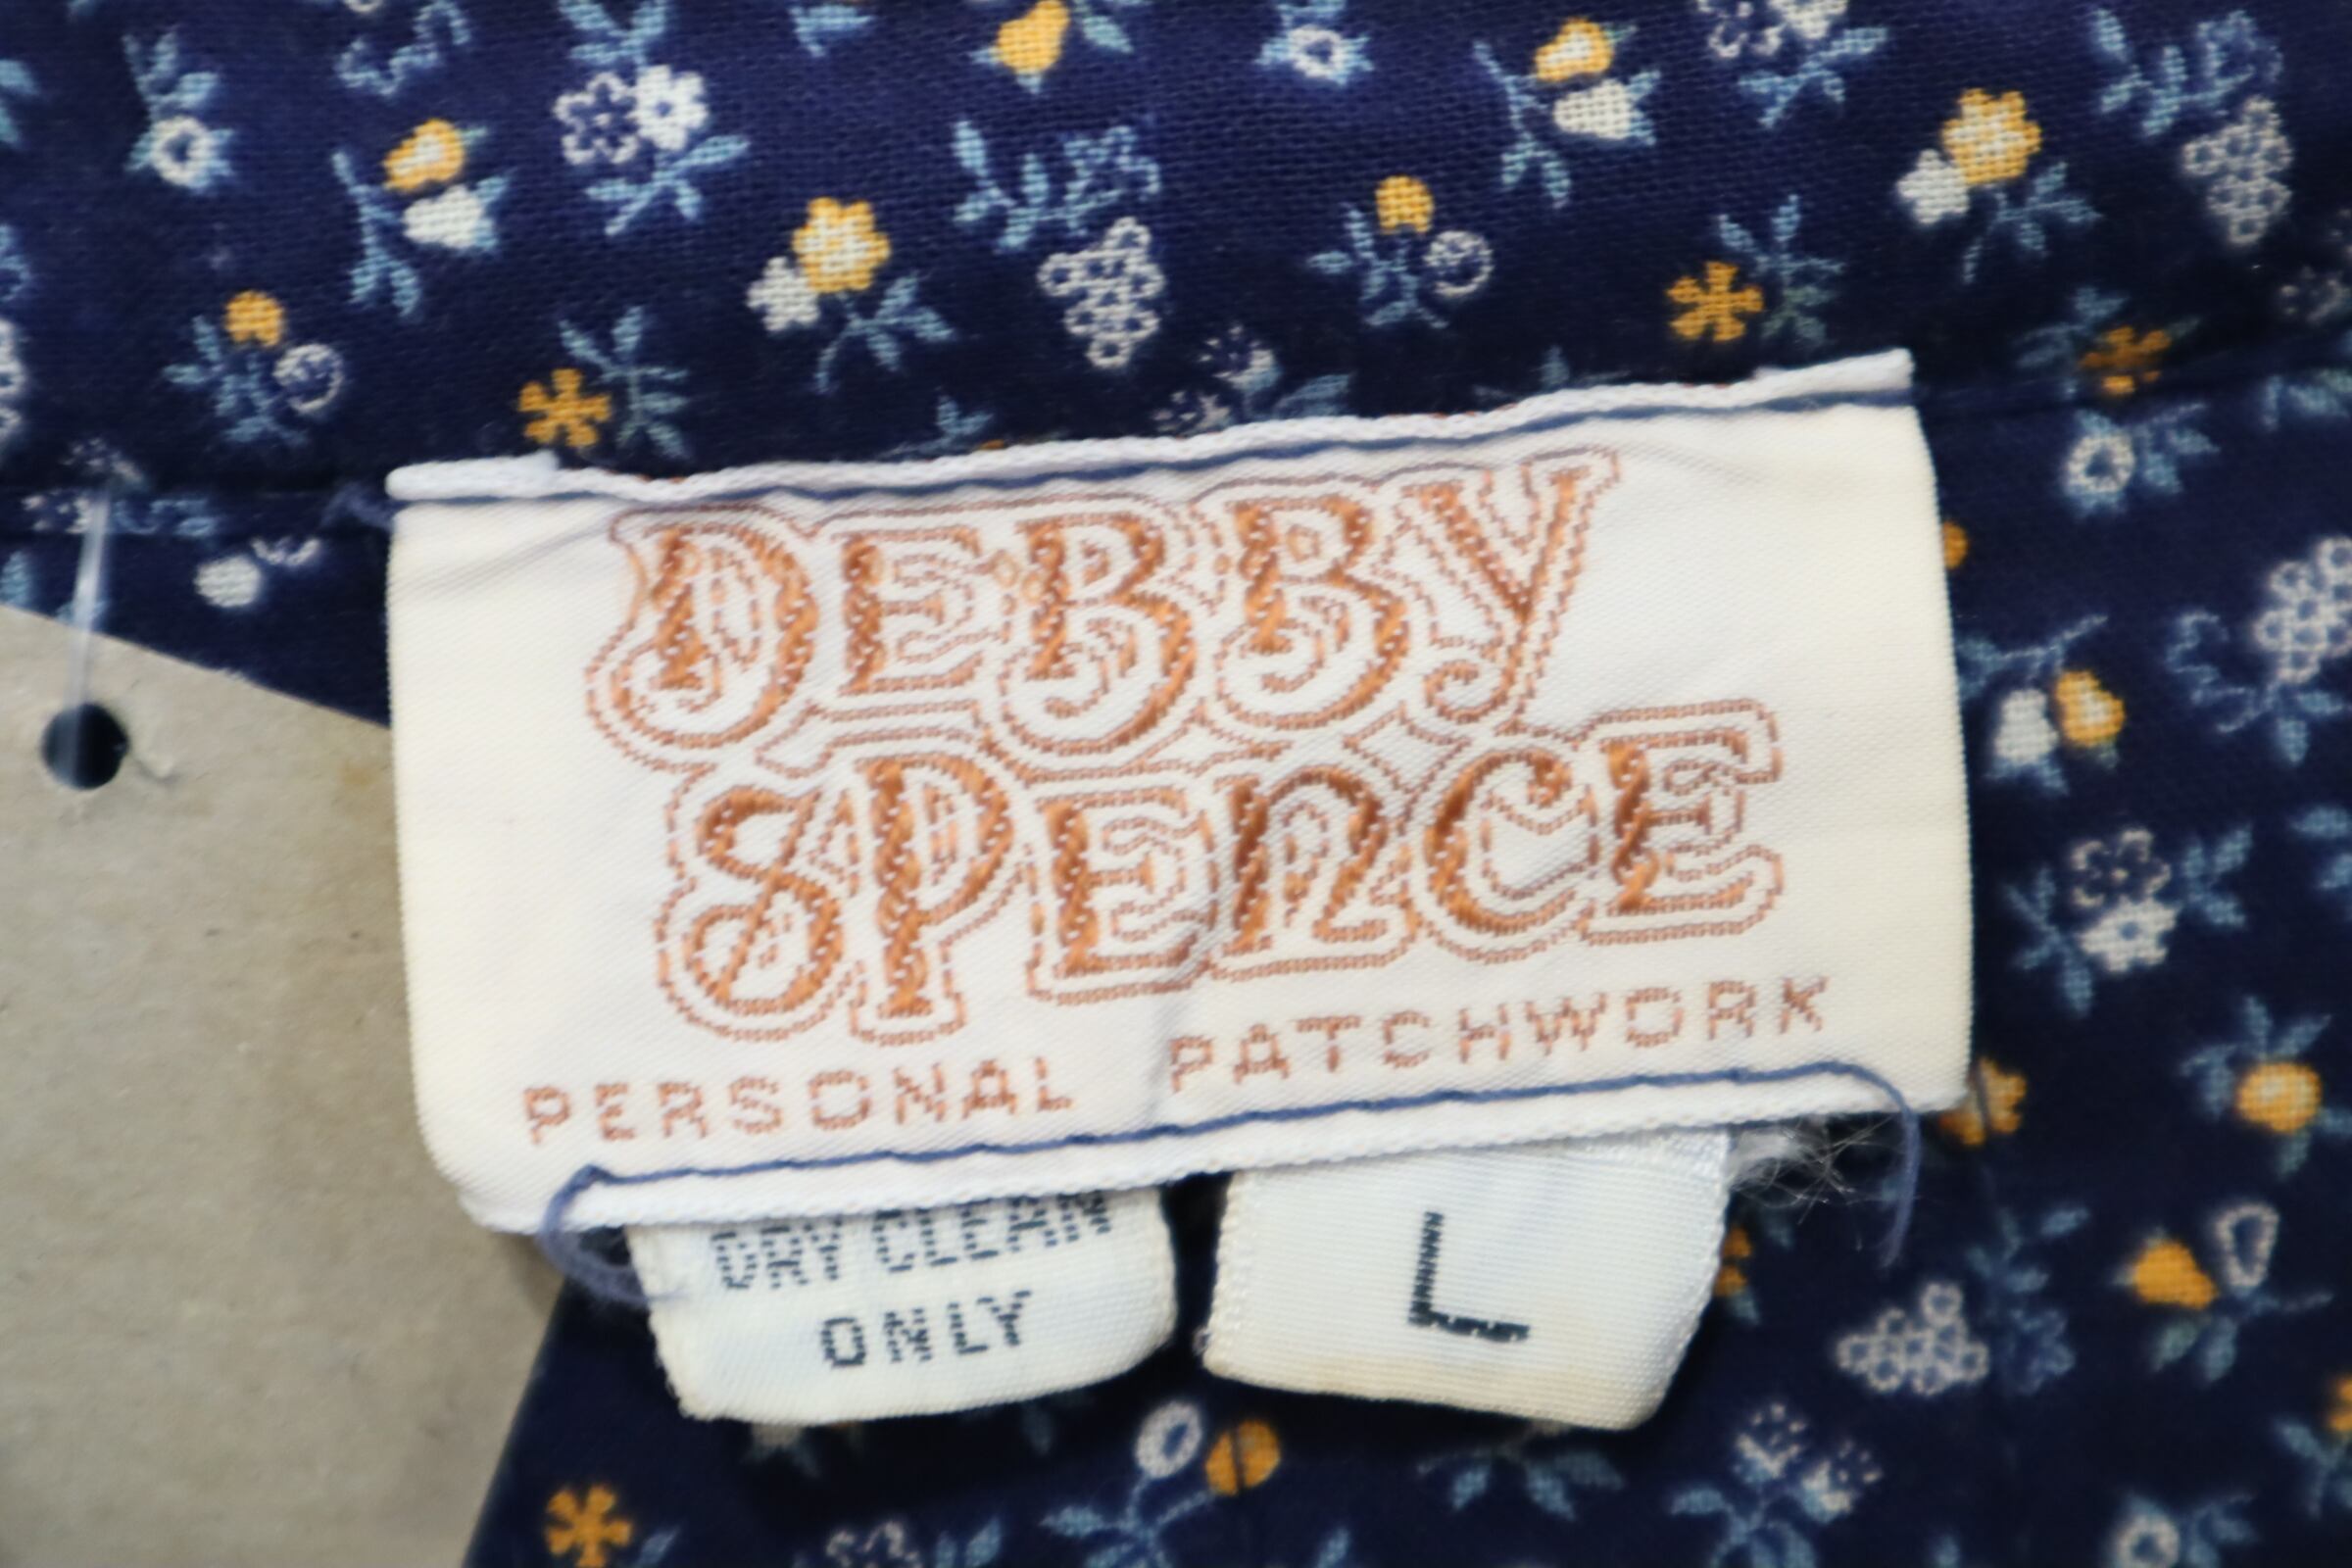 DEBBY
SPENCE
PERSONAL PATCHWORK
DRY CLEAN
ONLY
L